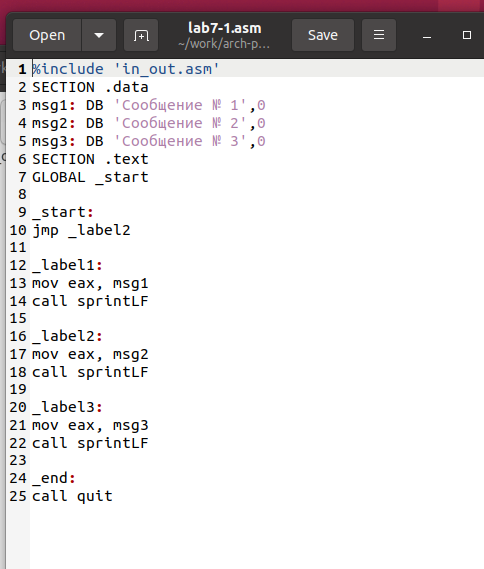 Open
lab7-1.asm
~/work/arch-p...
Save
1 %include 'in_out.asm'
2 SECTION .data
3 msg1: DB 'Сообщение № 1',0
4 msg2: DB 'Сообщение № 2',0
5 msg3: DB 'Сообщение № 3',0
6 SECTION .text
7 GLOBAL _start
8
9 _start:
10 jmp _label2
11
12 _label1:
13 mov eax, msg1
14 call sprintLF
15
16 _label2:
17 mov eax, msg2
18 call sprintLF
19
20 _label3:
21 mov eax, msg3
22 call sprintLF
23
24 _end:
25 call quit